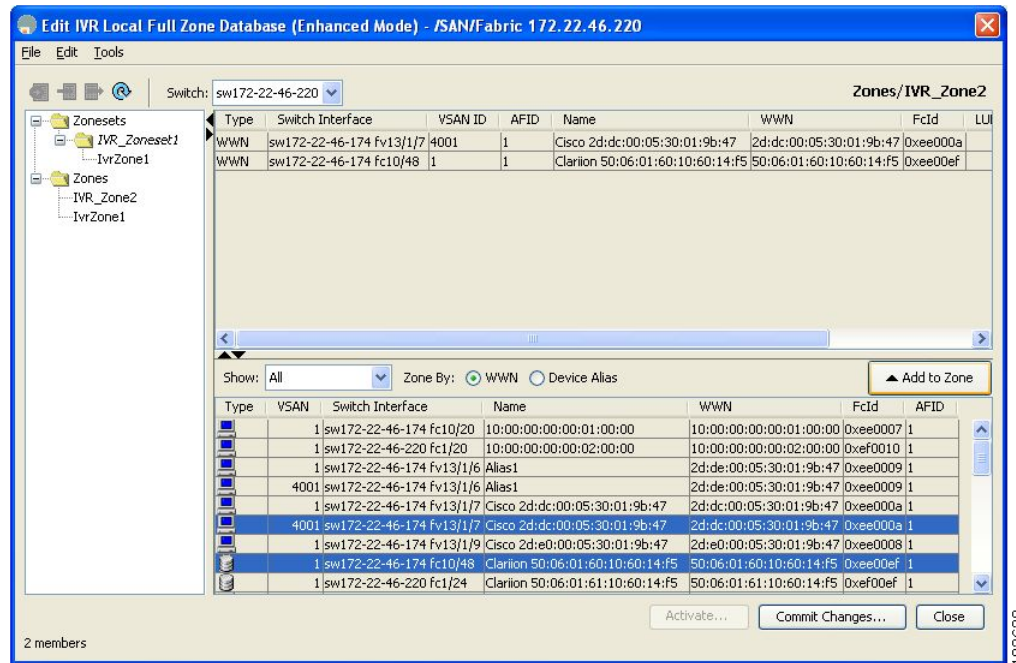 Edit IVR Local Full Zone Database (Enhanced Mode) - /SAN/Fabric 172.22.46.220
File Edit Tools
Switch: sw172-22-46-220 Zones/IVR_Zone2
Zonesets
IVR_Zoneset1
IvrZone1
Zones
IVR_Zone2
IvrZone1
Type Switch Interface VSAN ID AFID Name WWN FcId LUI
WWN sw172-22-46-174 fv13/1/7 4001 1 Cisco 2d:dc:00:05:30:01:9b:47 2d:dc:00:05:30:01:9b:47 0xee000a
WWN sw172-22-46-174 fc10/48 1 1 Clariion 50:06:01:60:10:60:14:f5 50:06:01:60:10:60:14:f5 0xee00ef
Show: All Zone By: WWN Device Alias Add to Zone
Type VSAN Switch Interface Name WWN FcId AFID
1 sw172-22-46-174 fc10/20 10:00:00:00:00:01:00:00 10:00:00:00:00:01:00:00 0xee0007 1
1 sw172-22-46-220 fc1/20 10:00:00:00:00:02:00:00 10:00:00:00:00:02:00:00 0xef0010 1
1 sw172-22-46-174 fv13/1/6 Alias1 2d:de:00:05:30:01:9b:47 0xee0009 1
4001 sw172-22-46-174 fv13/1/6 Alias1 2d:de:00:05:30:01:9b:47 0xee0009 1
1 sw172-22-46-174 fv13/1/7 Cisco 2d:dc:00:05:30:01:9b:47 2d:dc:00:05:30:01:9b:47 0xee000a 1
4001 sw172-22-46-174 fv13/1/7 Cisco 2d:dc:00:05:30:01:9b:47 2d:dc:00:05:30:01:9b:47 0xee000a 1
1 sw172-22-46-174 fv13/1/9 Cisco 2d:e0:00:05:30:01:9b:47 2d:e0:00:05:30:01:9b:47 0xee0008 1
1 sw172-22-46-174 fc10/48 Clariion 50:06:01:60:10:60:14:f5 50:06:01:60:10:60:14:f5 0xee00ef 1
1 sw172-22-46-220 fc1/24 Clariion 50:06:01:61:10:60:14:f5 50:06:01:61:10:60:14:f5 0xef00ef 1
Activate... Commit Changes... Close
2 members